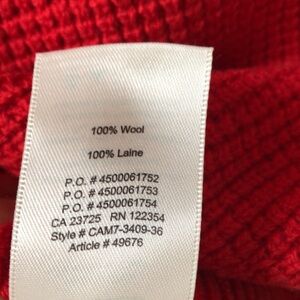 100% Wool
100% Laine
P.O. # 4500061752
P.O. # 4500061753
P.O. # 4500061754
CA 23725 RN 122354
Style # CAM7-3409-36
Article # 49676